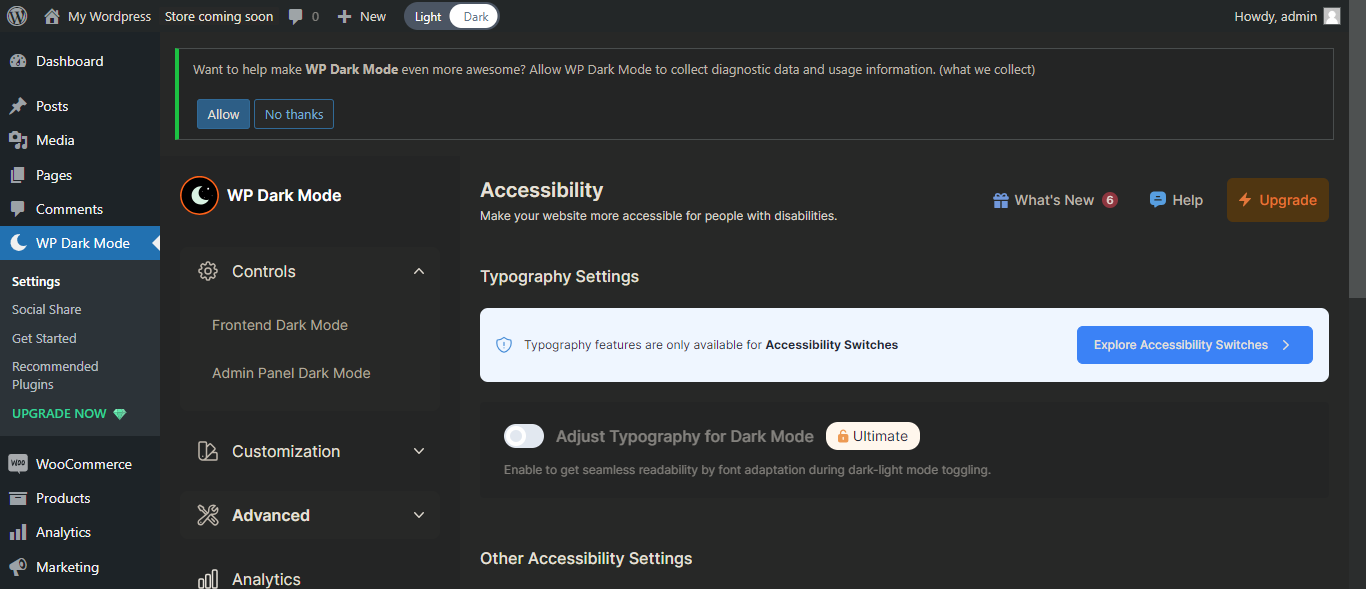 My Wordpress Store coming soon 0 New Light Dark Howdy, admin
Dashboard
Posts
Media
Pages
Comments
WP Dark Mode
Settings
Social Share
Get Started
Recommended
Plugins
UPGRADE NOW
WooCommerce
Products
Analytics
Marketing
Want to help make WP Dark Mode even more awesome? Allow WP Dark Mode to collect diagnostic data and usage information. (what we collect)
Allow No thanks
WP Dark Mode
Controls
Frontend Dark Mode
Admin Panel Dark Mode
Customization
Advanced
Analytics
Accessibility
Make your website more accessible for people with disabilities.
What's New 6 Help Upgrade
Typography Settings
Typography features are only available for Accessibility Switches
Explore Accessibility Switches
Adjust Typography for Dark Mode Ultimate
Enable to get seamless readability by font adaptation during dark-light mode toggling.
Other Accessibility Settings